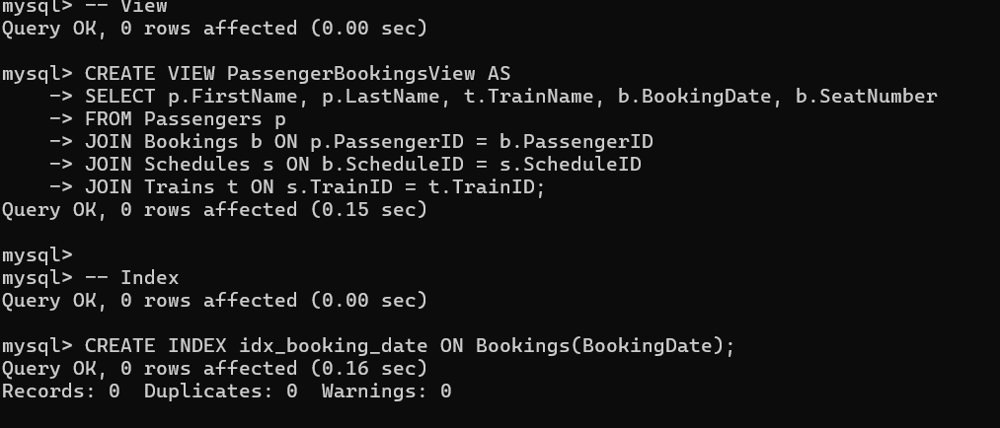 mysql> -- View
Query OK, 0 rows affected (0.00 sec)
mysql> CREATE VIEW PassengerBookingsView AS
    -> SELECT p.FirstName, p.LastName, t.TrainName, b.BookingDate, b.SeatNumber
    -> FROM Passengers p
    -> JOIN Bookings b ON p.PassengerID = b.PassengerID
    -> JOIN Schedules s ON b.ScheduleID = s.ScheduleID
    -> JOIN Trains t ON s.TrainID = t.TrainID;
Query OK, 0 rows affected (0.15 sec)
mysql>
mysql> -- Index
Query OK, 0 rows affected (0.00 sec)
mysql> CREATE INDEX idx_booking_date ON Bookings(BookingDate);
Query OK, 0 rows affected (0.16 sec)
Records: 0  Duplicates: 0  Warnings: 0